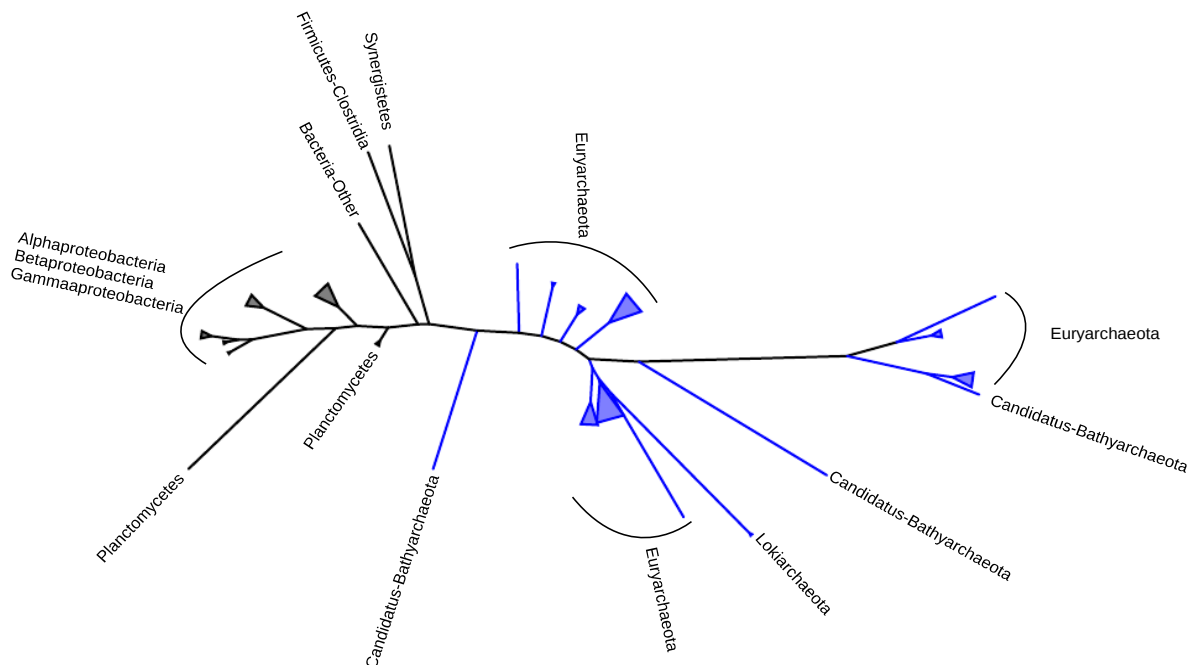 Firmicutes-Clostridia
Synergistetes
Bacteria-Other
Euryarchaeota
Alphaproteobacteria
Betaproteobacteria
Gammaaproteobacteria
Euryarchaeota
Planctomycetes
Candidatus-Bathyarchaeota
Planctomycetes
Candidatus-Bathyarchaeota
Candidatus-Bathyarchaeota
Lokiarchaeota
Euryarchaeota